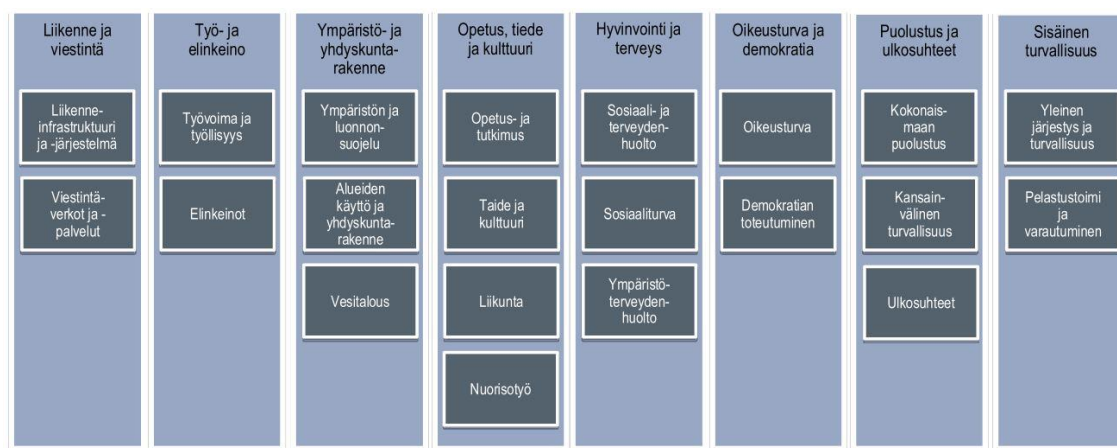 Liikenne ja
viestintä
Liikenne-
infrastruktuuri
ja -järjestelmä
Viestintä-
verkot ja -
palvelut
Työ- ja
elinkeino
Työvoima ja
työllisyys
Elinkeinot
Ympäristö- ja
yhdyskunta-
rakenne
Ympäristön ja
luonnon-
suojelu
Alueiden
käyttö ja
yhdyskunta-
rakenne
Vesitalous
Opetus, tiede
ja kulttuuri
Opetus- ja
tutkimus
Taide ja
kulttuuri
Liikunta
Nuorisotyö
Hyvinvointi ja
terveys
Sosiaali- ja
terveyden-
huolto
Sosiaaliturva
Ympäristö-
terveyden-
huolto
Oikeusturva ja
demokratia
Oikeusturva
Demokratian
toteutuminen
Puolustus ja
ulkosuhteet
Kokonais-
maan
puolustus
Kansain-
välinen
turvallisuus
Ulkosuhteet
Sisäinen
turvallisuus
Yleinen
järjestys ja
turvallisuus
Pelastustoimi
ja
varautuminen